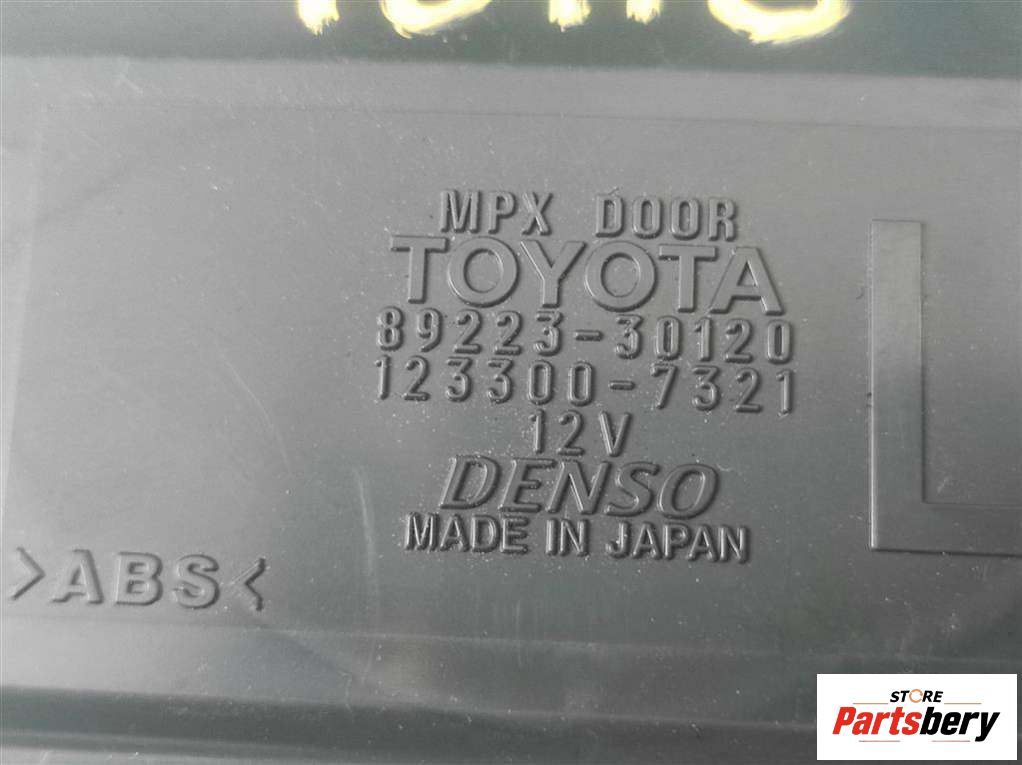 MPX DOOR
TOYOTA
89223-30120
123300-7321
12V
DENSO
MADE IN JAPAN
>ABS<
L
STORE
Partsbery